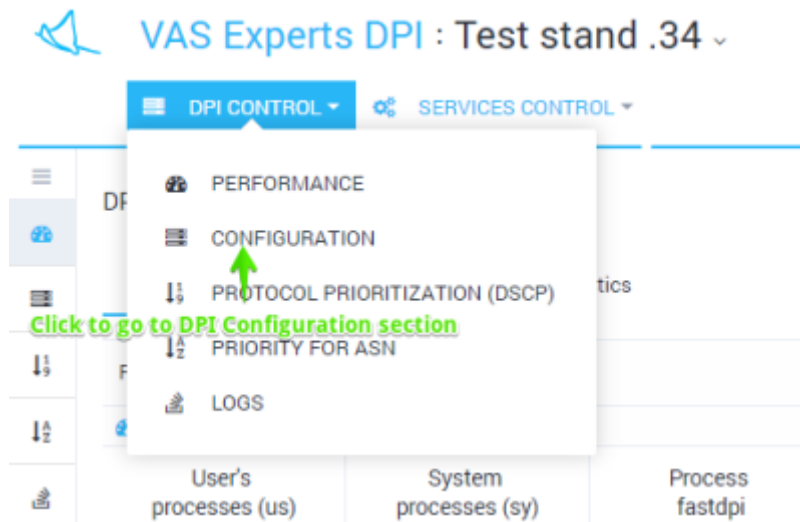 VAS Experts DPI : Test stand .34
DPI CONTROL
SERVICES CONTROL
PERFORMANCE
CONFIGURATION
PROTOCOL PRIORITIZATION (DSCP)
tics
Click to go to DPI Configuration section
PRIORITY FOR ASN
LOGS
User's
processes (us)
System
processes (sy)
Process
fastdpi